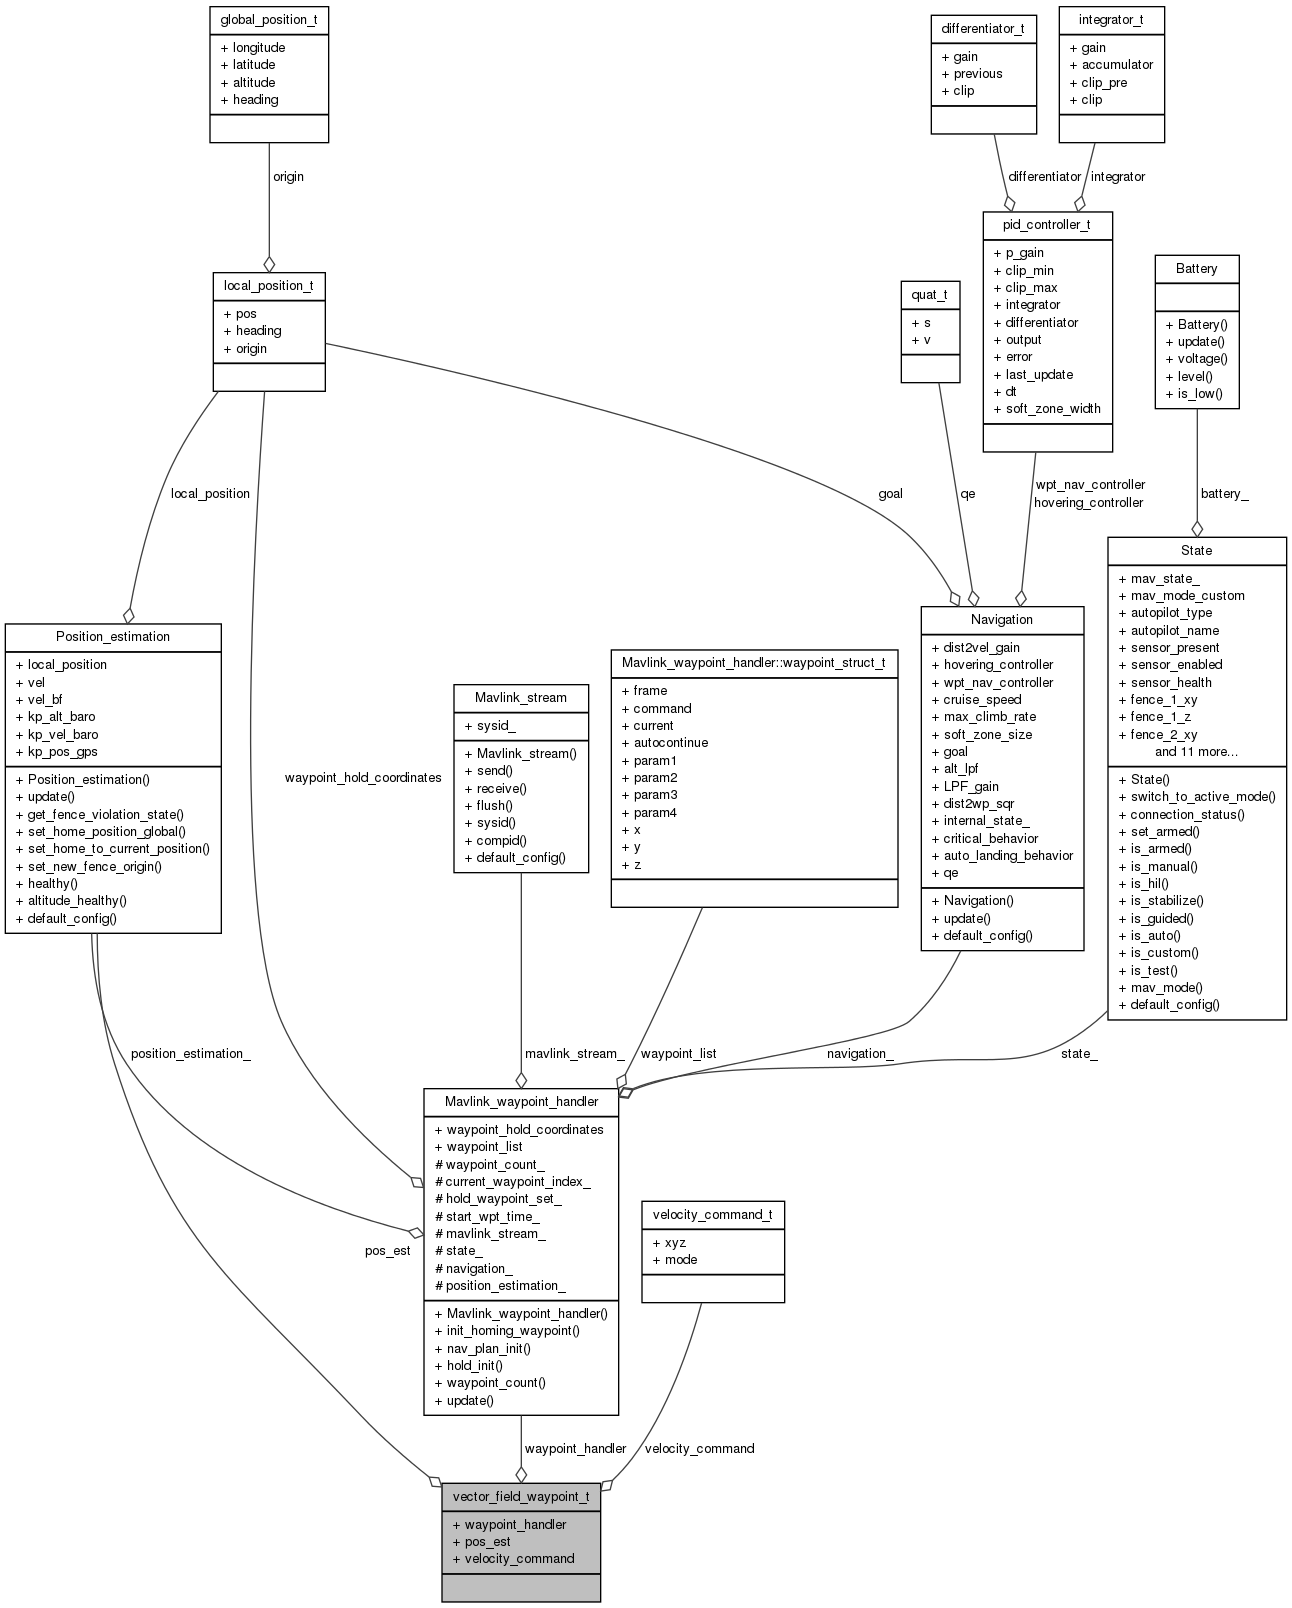 global_position_t
+ longitude
+ latitude
+ altitude
+ heading
differentiator_t
+ gain
+ previous
+ clip
integrator_t
+ gain
+ accumulator
+ clip_pre
+ clip
origin
differentiator
integrator
local_position_t
+ pos
+ heading
+ origin
quat_t
+ s
+ v
pid_controller_t
+ p_gain
+ clip_min
+ clip_max
+ integrator
+ differentiator
+ output
+ error
+ last_update
+ dt
+ soft_zone_width
Battery
+ Battery()
+ update()
+ voltage()
+ level()
+ is_low()
local_position
goal
qe
wpt_nav_controller
hovering_controller
battery_
Position_estimation
+ local_position
+ vel
+ vel_bf
+ kp_alt_baro
+ kp_vel_baro
+ kp_pos_gps
+ Position_estimation()
+ update()
+ get_fence_violation_state()
+ set_home_position_global()
+ set_home_to_current_position()
+ set_new_fence_origin()
+ healthy()
+ altitude_healthy()
+ default_config()
waypoint_hold_coordinates
Mavlink_stream
+ sysid_
+ Mavlink_stream()
+ send()
+ receive()
+ flush()
+ sysid()
+ compid()
+ default_config()
Mavlink_waypoint_handler::waypoint_struct_t
+ frame
+ command
+ current
+ autocontinue
+ param1
+ param2
+ param3
+ param4
+ x
+ y
+ z
Navigation
+ dist2vel_gain
+ hovering_controller
+ wpt_nav_controller
+ cruise_speed
+ max_climb_rate
+ soft_zone_size
+ goal
+ alt_lpf
+ LPF_gain
+ dist2wp_sqr
+ internal_state_
+ critical_behavior
+ auto_landing_behavior
+ qe
+ Navigation()
+ update()
+ default_config()
State
+ mav_state_
+ mav_mode_custom
+ autopilot_type
+ autopilot_name
+ sensor_present
+ sensor_enabled
+ sensor_health
+ fence_1_xy
+ fence_1_z
+ fence_2_xy
and 11 more...
+ State()
+ switch_to_active_mode()
+ connection_status()
+ set_armed()
+ is_armed()
+ is_manual()
+ is_hil()
+ is_stabilize()
+ is_guided()
+ is_auto()
+ is_custom()
+ is_test()
+ mav_mode()
+ default_config()
position_estimation_
mavlink_stream_
waypoint_list
navigation_
state_
Mavlink_waypoint_handler
+ waypoint_hold_coordinates
+ waypoint_list
# waypoint_count_
# current_waypoint_index_
# hold_waypoint_set_
# start_wpt_time_
# mavlink_stream_
# state_
# navigation_
# position_estimation_
+ Mavlink_waypoint_handler()
+ init_homing_waypoint()
+ nav_plan_init()
+ hold_init()
+ waypoint_count()
+ update()
pos_est
velocity_command_t
+ xyz
+ mode
waypoint_handler
velocity_command
vector_field_waypoint_t
+ waypoint_handler
+ pos_est
+ velocity_command